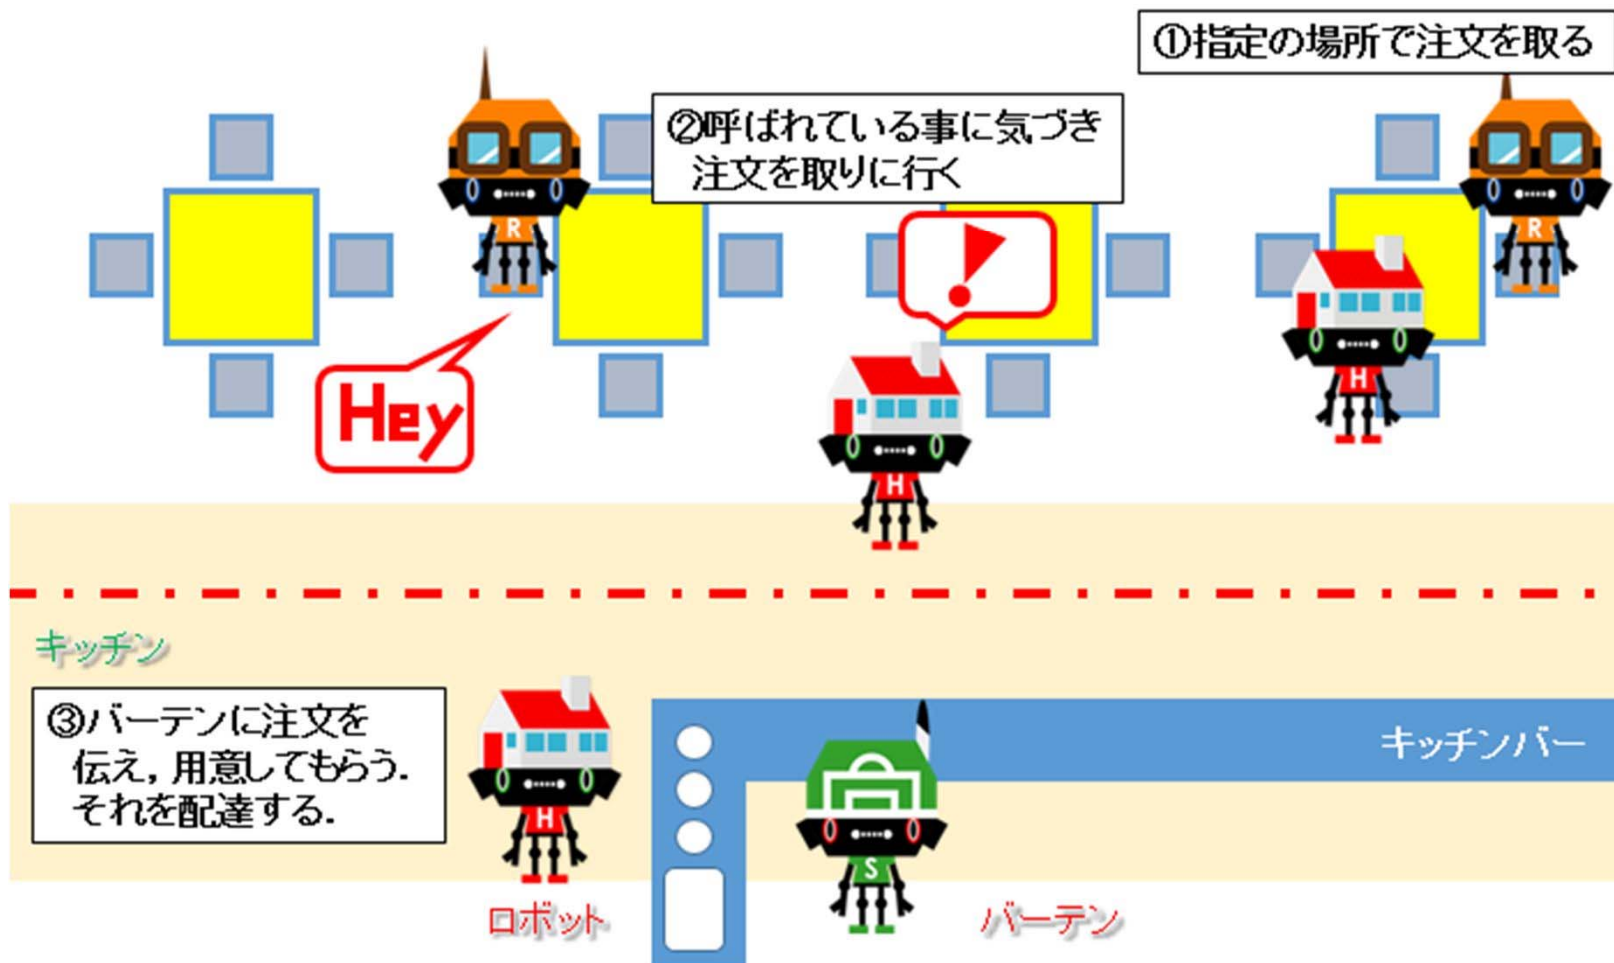 ①指定の場所で注文を取る
②呼ばれている事に気づき
注文を取りに行く
R
R
H
Hey
H
キッチン
③バーテンに注文を
伝え，用意してもらう．
それを配達する．
H
キッチンバー
S
ロボット
バーテン